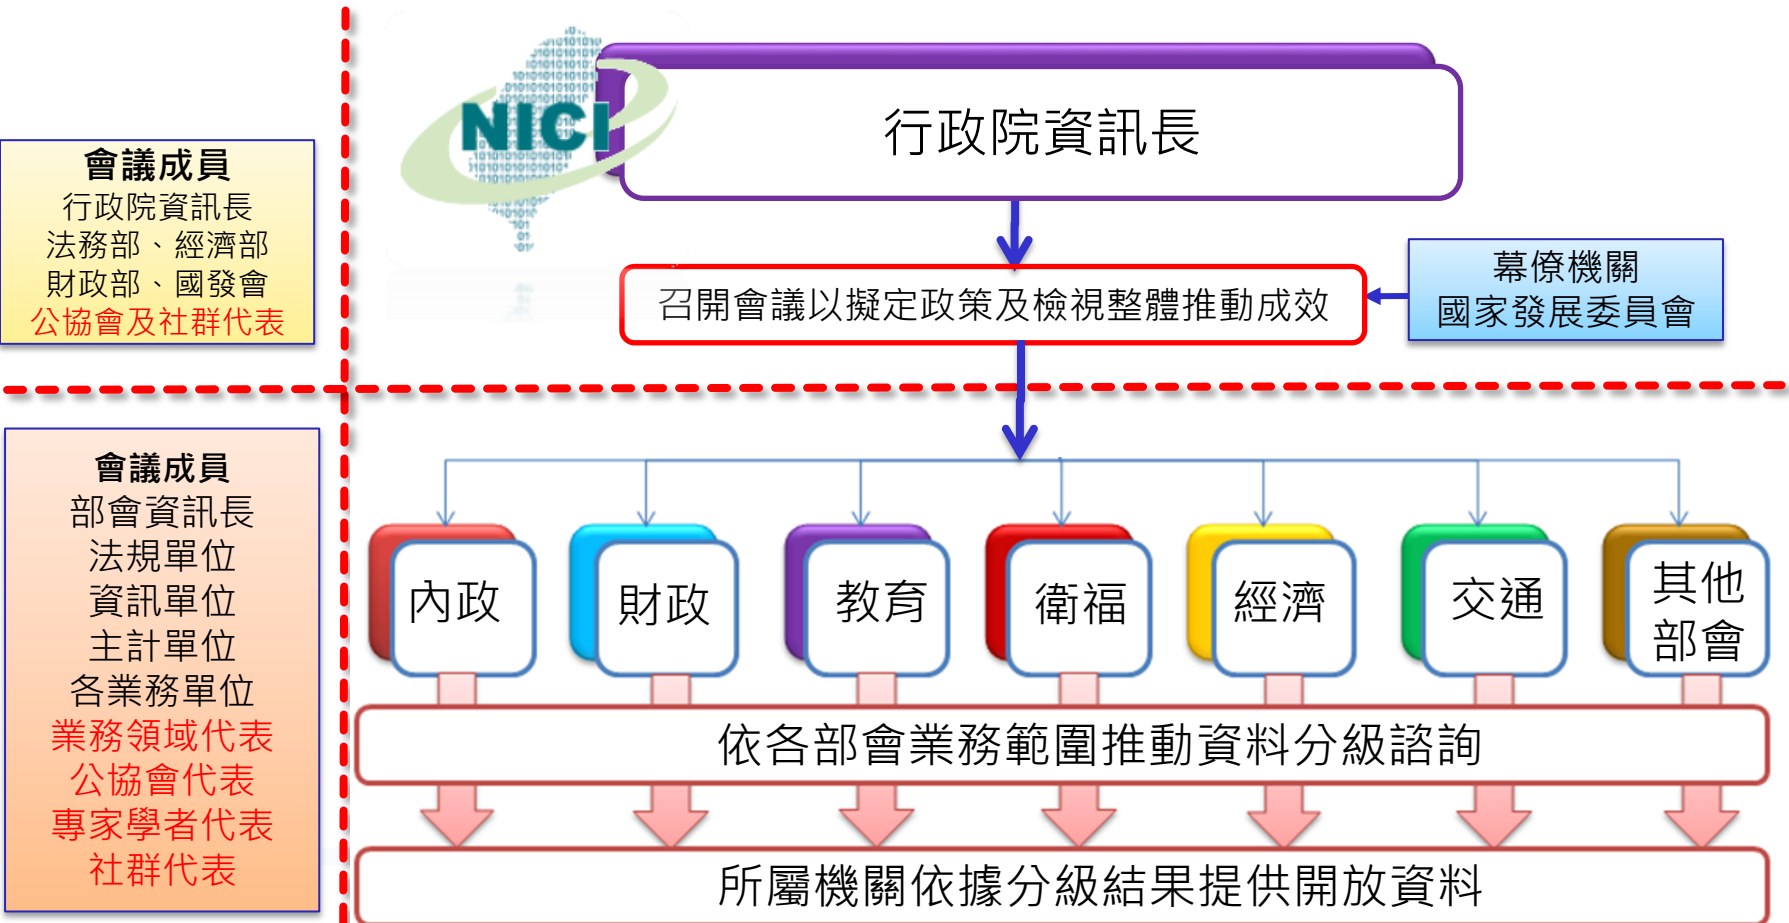 NICI
行政院資訊長
會議成員
行政院資訊長
法務部、經濟部
財政部、國發會
公協會及社群代表
召開會議以擬定政策及檢視整體推動成效
幕僚機關
國家發展委員會
會議成員
部會資訊長
法規單位
資訊單位
主計單位
各業務單位
業務領域代表
公協會代表
專家學者代表
社群代表
內政
財政
教育
衛福
經濟
交通
其他
部會
依各部會業務範圍推動資料分級諮詢
所屬機關依據分級結果提供開放資料